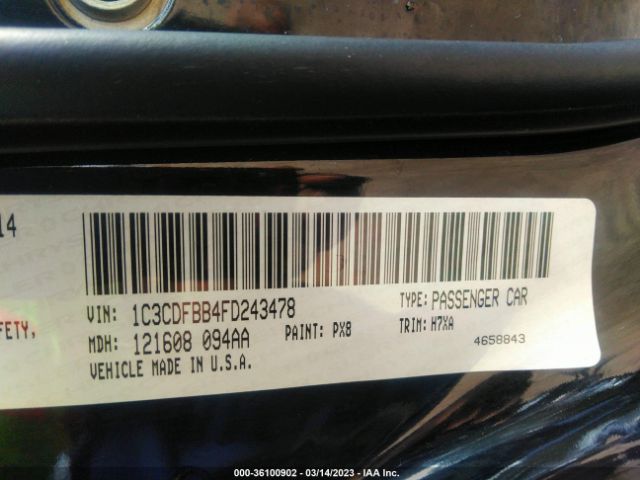 14
VIN: 1C3CDFBB4FD243478 TYPE: PASSENGER CAR
FETY,
MDH: 121608 094AA PAINT: PX8 TRIM: H7XA
VEHICLE MADE IN U.S.A. 4658843
000-36100902 - 03/14/2023 - IAA Inc.